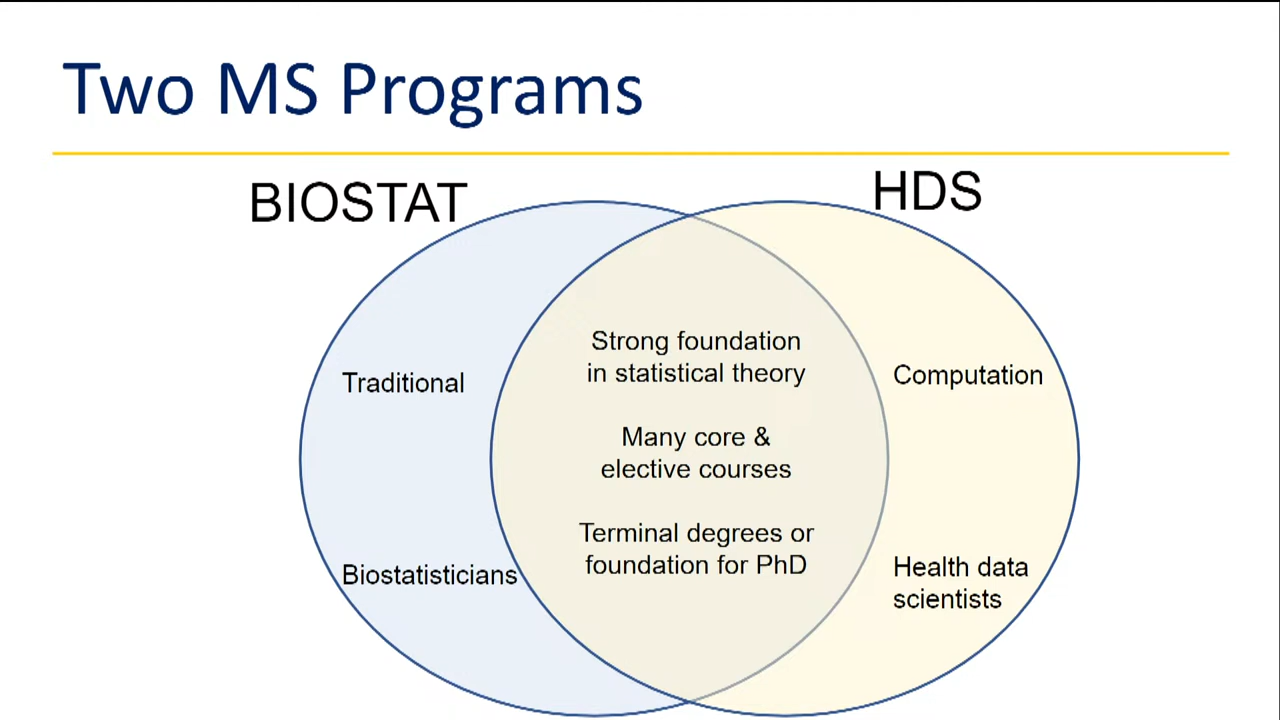 Two MS Programs
BIOSTAT
HDS
Traditional
Biostatisticians
Strong foundation
in statistical theory
Many core &
elective courses
Terminal degrees or
foundation for PhD
Computation
Health data
scientists